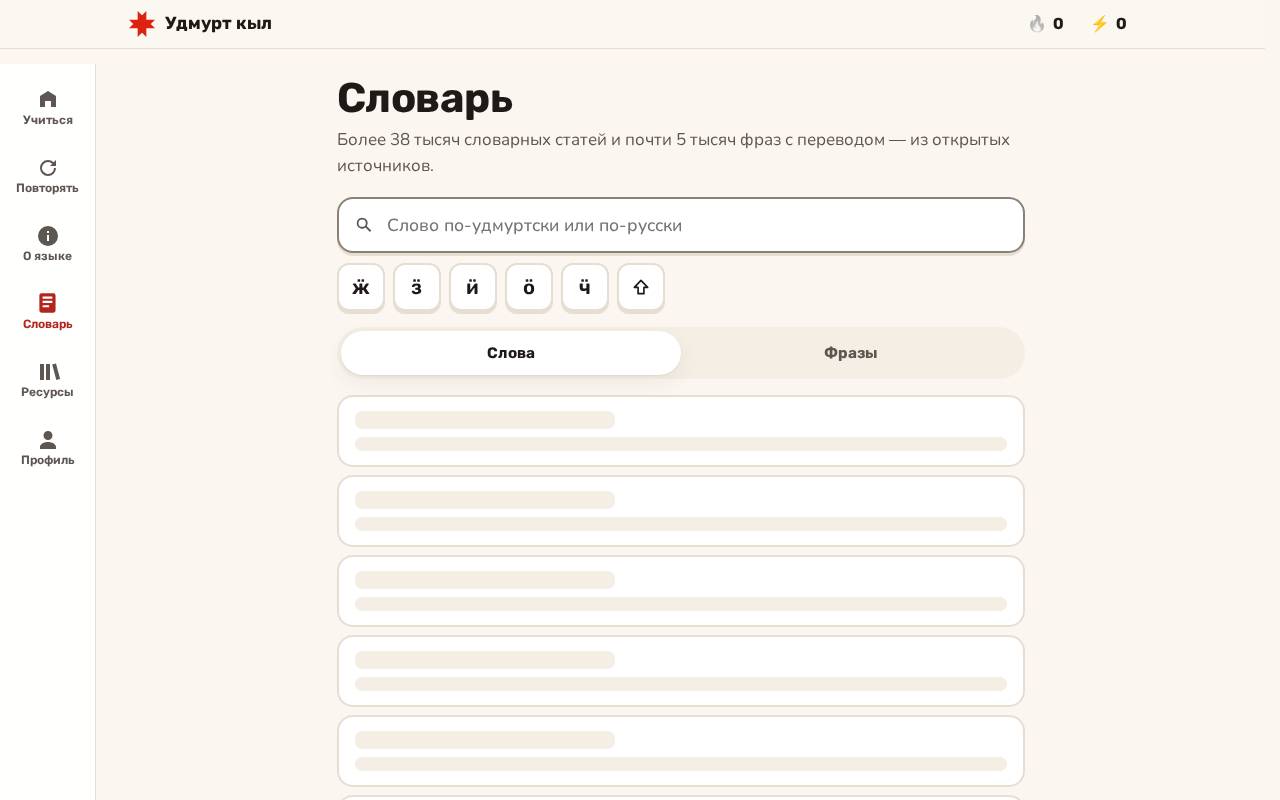 Удмурт кыл
0
0
Учиться
Повторять
О языке
Словарь
Ресурсы
Профиль
Словарь
Более 38 тысяч словарных статей и почти 5 тысяч фраз с переводом — из открытых
источников.
Слово по-удмуртски или по-русски
ӝ
ӟ
ӥ
ӧ
ӵ
Слова
Фразы